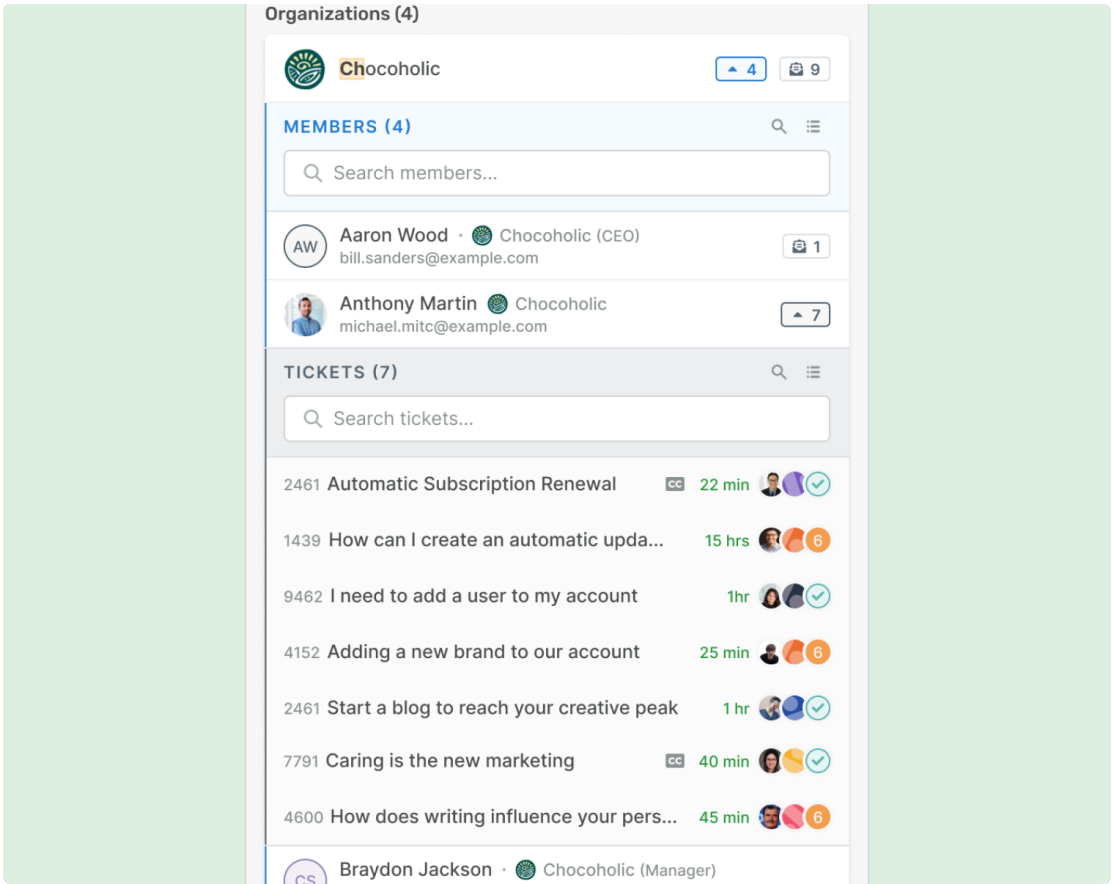 Organizations (4)
Chocoholic 4 9
MEMBERS (4)
Search members...
AW Aaron Wood · Chocoholic (CEO) 1
bill.sanders@example.com
Anthony Martin Chocoholic 7
michael.mitc@example.com
TICKETS (7)
Search tickets...
2461 Automatic Subscription Renewal CC 22 min
1439 How can I create an automatic upda... 15 hrs 6
9462 I need to add a user to my account 1hr
4152 Adding a new brand to our account 25 min 6
2461 Start a blog to reach your creative peak 1 hr
7791 Caring is the new marketing CC 40 min
4600 How does writing influence your pers... 45 min 6
Braydon Jackson · Chocoholic (Manager)
CS